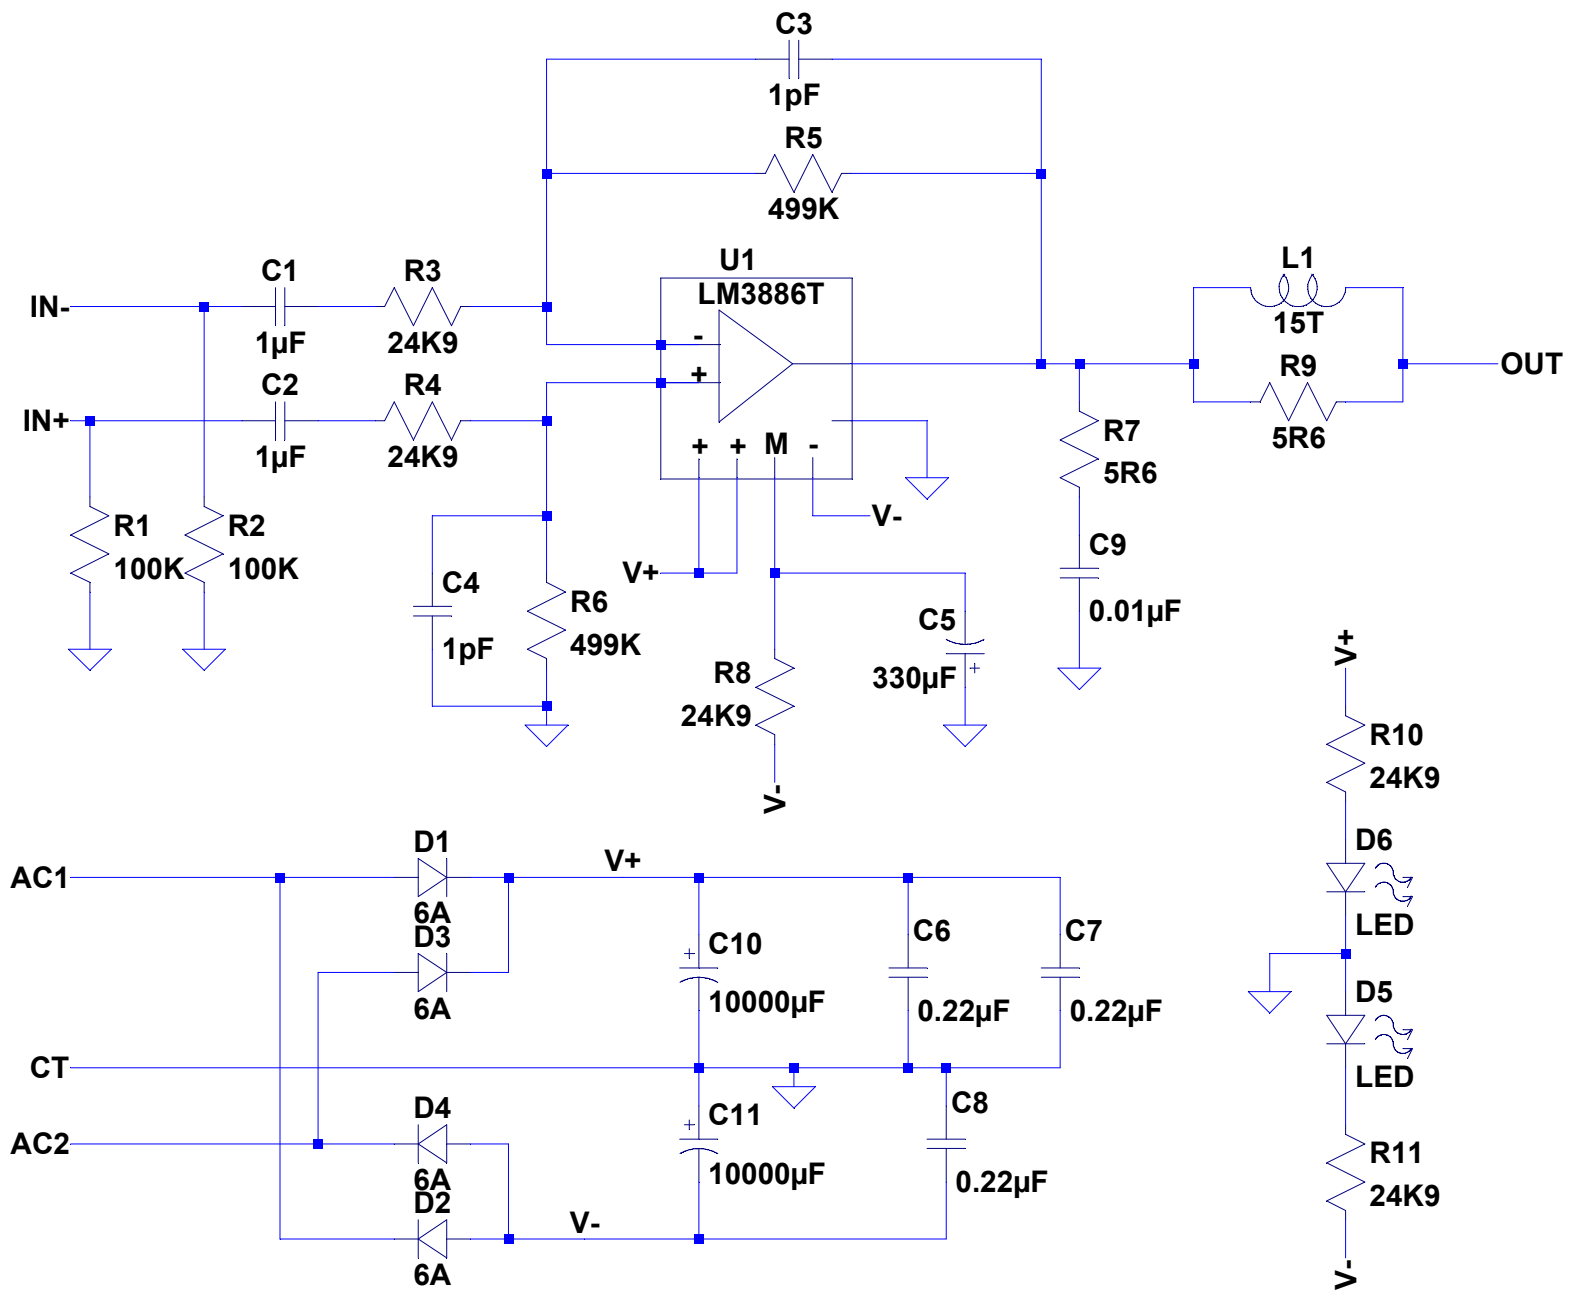 C3
1pF
R5
499K
U1
LM3886T
-
+
+ + M -
IN-
C1
1µF
R3
24K9
IN+
C2
1µF
R4
24K9
R1
100K
R2
100K
C4
1pF
R6
499K
V+
V-
R8
24K9
V-
C5
+
330µF
R7
5R6
C9
0.01µF
L1
15T
R9
5R6
OUT
V+
R10
24K9
D6
LED
D5
LED
R11
24K9
V-
AC1
D1
6A
D3
6A
V+
C10
+
10000µF
C6
0.22µF
C7
0.22µF
CT
AC2
D4
6A
D2
6A
V-
C11
+
10000µF
C8
0.22µF